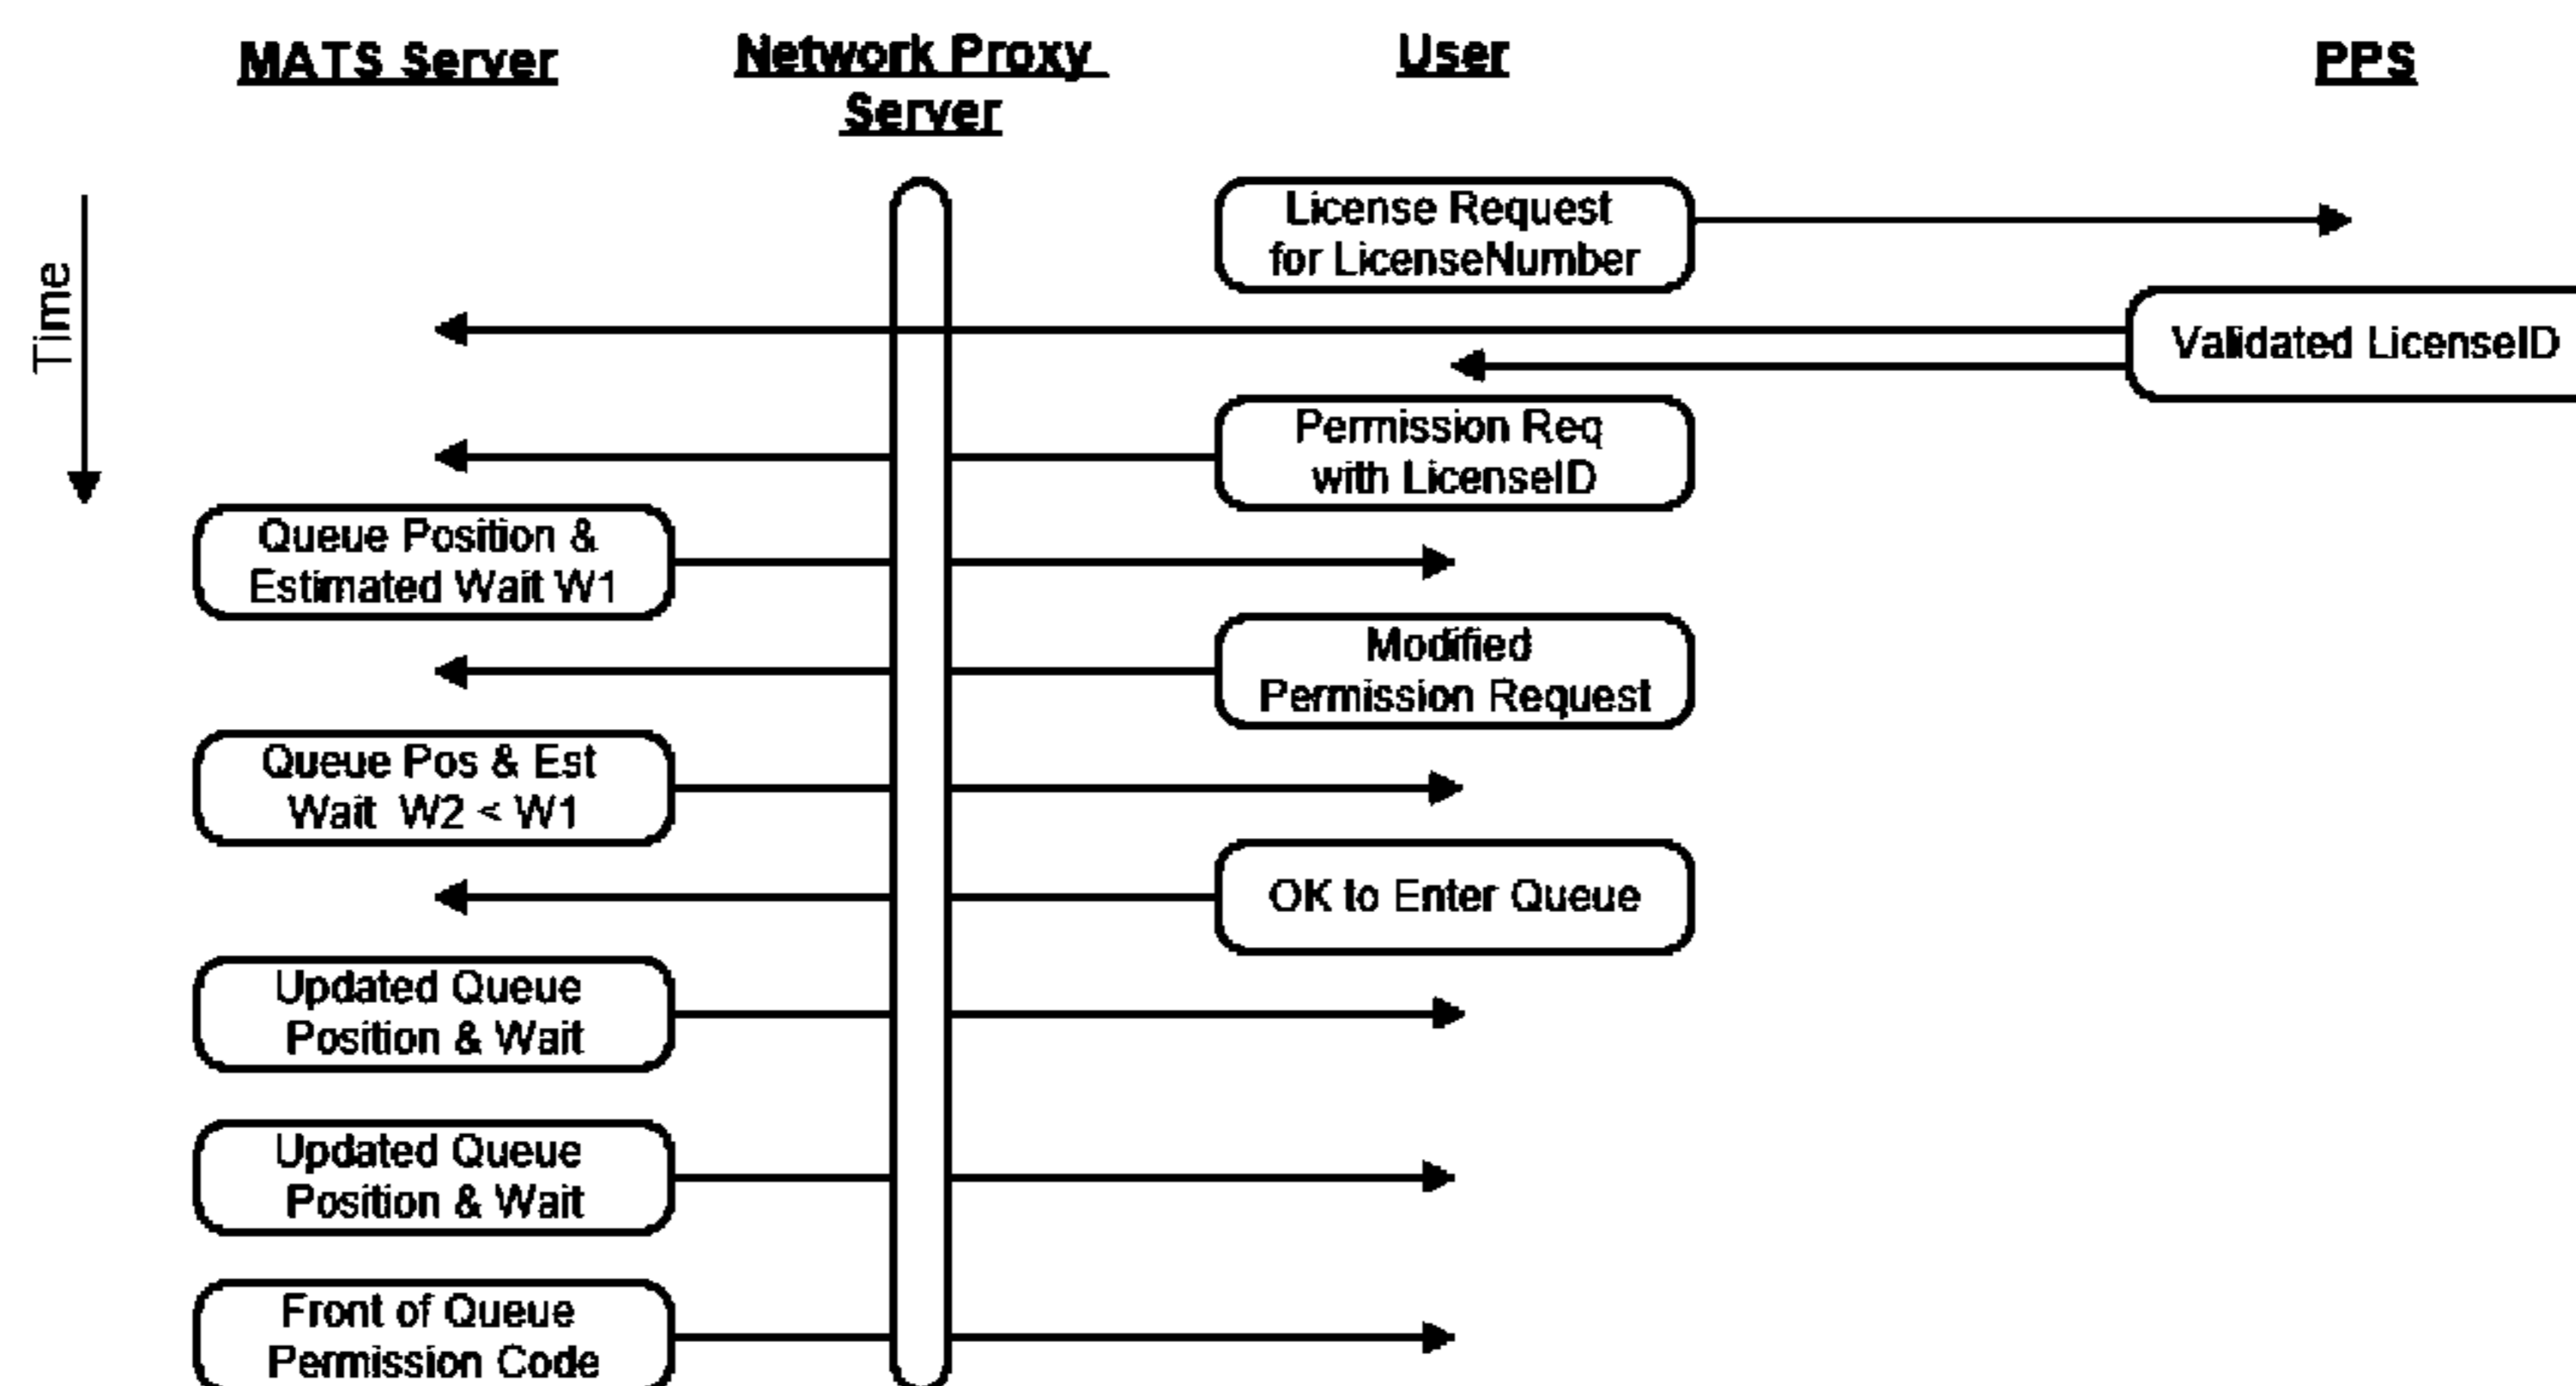 MATS Server
Network Proxy
Server
User
PPS
Time
License Request
for LicenseNumber
Validated LicenseID
Permission Req
with LicenseID
Queue Position &
Estimated Wait W1
Modified
Permission Request
Queue Pos & Est
Wait W2 < W1
OK to Enter Queue
Updated Queue
Position & Wait
Updated Queue
Position & Wait
Front of Queue
Permission Code